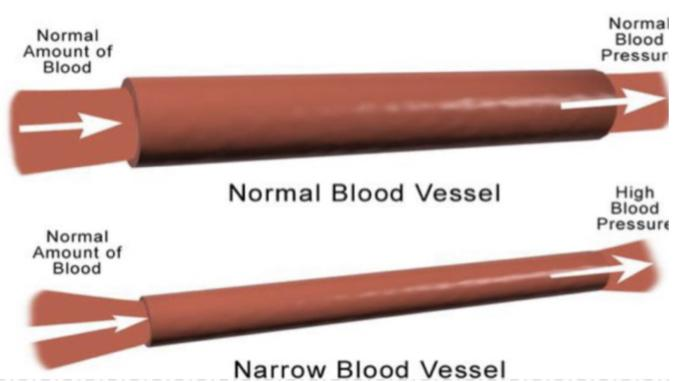 Normal
Amount of
Blood
Normal
Blood
Pressur
Normal Blood Vessel
High
Blood
Pressure
Normal
Amount of
Blood
Narrow Blood Vessel